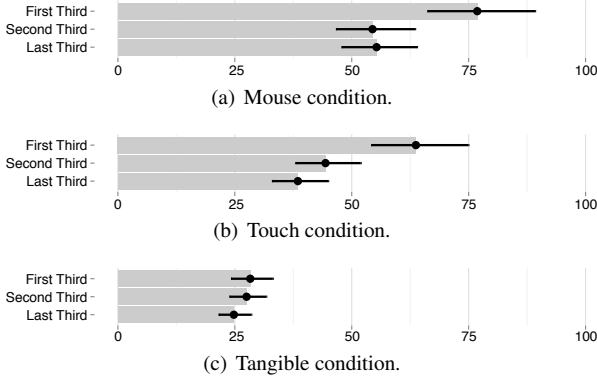 First Third
Second Third
Last Third
0 25 50 75 100
(a) Mouse condition.
First Third
Second Third
Last Third
0 25 50 75 100
(b) Touch condition.
First Third
Second Third
Last Third
0 25 50 75 100
(c) Tangible condition.